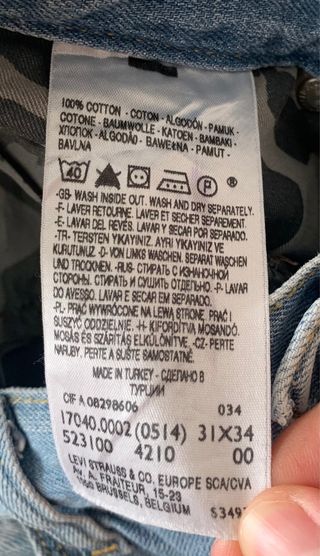 100% COTTON - COTON - ALGODÓN - PAMUK -
COTONE - BAUMWOLLE - KATOEN - BAMBAKI -
ХЛОПОК - ALGODÃO - BAWEŁNA - PAMUT -
BAVLNA
40 P ®
-GB- WASH INSIDE OUT. WASH AND DRY SEPARATELY.
-F- LAVER RETOURNE. LAVER ET SECHER SEPAREMENT.
-E- LAVAR DEL REVÉS. LAVAR Y SECAR POR SEPARADO.
-TR- TERSTEN YIKAYINIZ. AYRI YIKAYINIZ VE
KURUTUNUZ. -D- VON LINKS WASCHEN. SEPARAT WASCHEN
UND TROCKNEN. -RUS- СТИРАТЬ С ИЗНАНОЧНОЙ
СТОРОНЫ. СТИРАТЬ И СУШИТЬ ОТДЕЛЬНО. -P- LAVAR
DO AVESSO. LAVAR E SECAR EM SEPARADO.
-PL- PRAĆ WYWRÓCONE NA LEWĄ STRONĘ. PRAĆ I
SUSZYĆ ODDZIELNIE. -H- KIFORDÍTVA MOSANDÓ.
MOSÁS ÉS SZÁRÍTÁS ELKÜLÖNÍTVE. -CZ- PERTE
NARUBY. PERTE A SUŠTE SAMOSTATNĚ.
MADE IN TURKEY - СДЕЛАНО В
ТУРЦИИ
CIF A 08298606 034
17040.0002 (0514) 31X34
523100 4210 00
LEVI STRAUSS & CO. EUROPE SCA/CVA
Av. A. FRAITEUR, 15-23
1050 BRUSSELS, BELGIUM